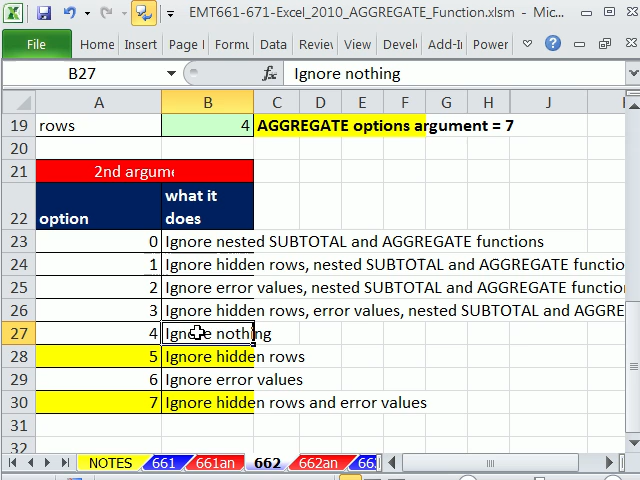 EMT661-671-Excel_2010_AGGREGATE_Function.xlsm - Mic...
File Home Insert Page Formu Data Reviev Develo Add-I Power
B27 fx Ignore nothing
A B C D E F G H J
19 rows 4 AGGREGATE options argument = 7
20
21 2nd argume
22 option what it does
23 0 Ignore nested SUBTOTAL and AGGREGATE functions
24 1 Ignore hidden rows, nested SUBTOTAL and AGGREGATE functio
25 2 Ignore error values, nested SUBTOTAL and AGGREGATE functions
26 3 Ignore hidden rows, error values, nested SUBTOTAL and AGGRE
27 4 Ignore nothing
28 5 Ignore hidden rows
29 6 Ignore error values
30 7 Ignore hidden rows and error values
31
32
NOTES 661 661an 662 662an 66